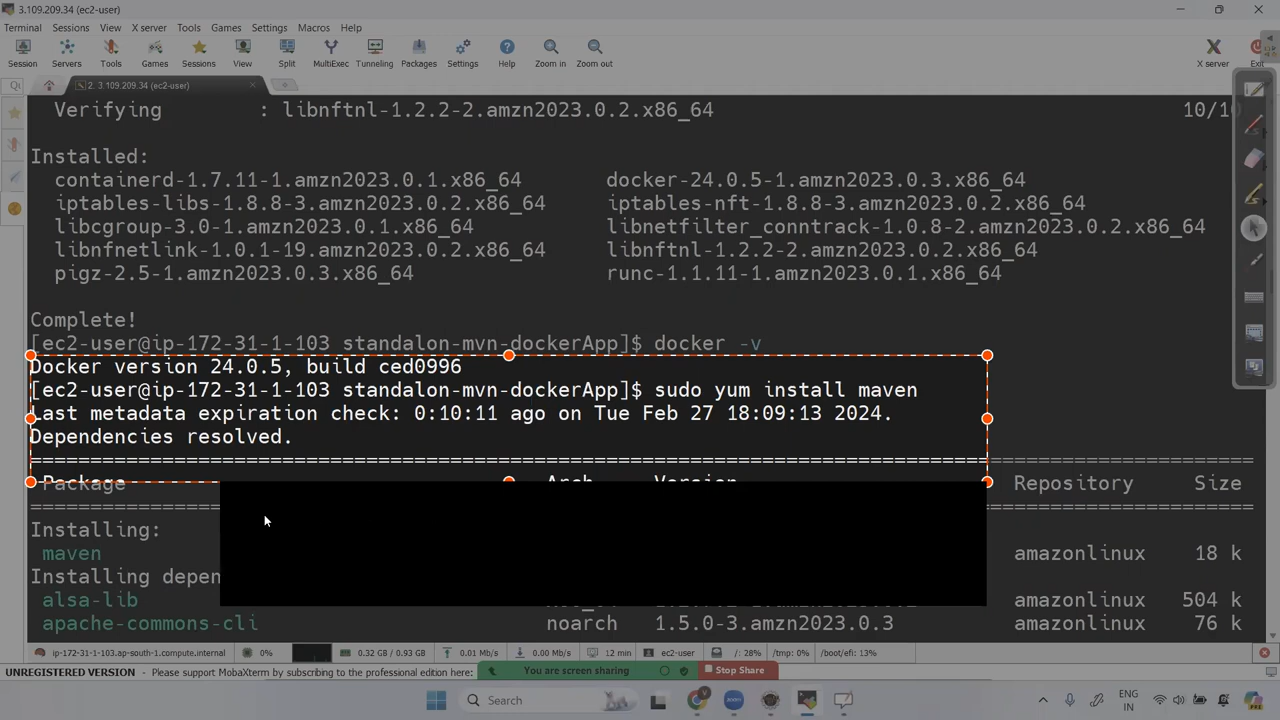 3.109.209.34 (ec2-user)
Terminal Sessions View X server Tools Games Settings Macros Help
Session Servers Tools Games Sessions View Split MultiExec Tunneling Packages Settings Help Zoom in Zoom out X server Exit
2. 3.109.209.34 (ec2-user)
Verifying : libnftnl-1.2.2-2.amzn2023.0.2.x86_64 10/10
Installed:
containerd-1.7.11-1.amzn2023.0.1.x86_64 docker-24.0.5-1.amzn2023.0.3.x86_64
iptables-libs-1.8.8-3.amzn2023.0.2.x86_64 iptables-nft-1.8.8-3.amzn2023.0.2.x86_64
libcgroup-3.0-1.amzn2023.0.1.x86_64 libnetfilter_conntrack-1.0.8-2.amzn2023.0.2.x86_64
libnfnetlink-1.0.1-19.amzn2023.0.2.x86_64 libnftnl-1.2.2-2.amzn2023.0.2.x86_64
pigz-2.5-1.amzn2023.0.3.x86_64 runc-1.1.11-1.amzn2023.0.1.x86_64
Complete!
[ec2-user@ip-172-31-1-103 standalon-mvn-dockerApp]$ docker -v
Docker version 24.0.5, build ced0996
[ec2-user@ip-172-31-1-103 standalon-mvn-dockerApp]$ sudo yum install maven
Last metadata expiration check: 0:10:11 ago on Tue Feb 27 18:09:13 2024.
Dependencies resolved.
Package Arch Version Repository Size
Installing:
maven amazonlinux 18 k
Installing depen
alsa-lib amazonlinux 504 k
apache-commons-cli noarch 1.5.0-3.amzn2023.0.3 amazonlinux 76 k
ip-172-31-1-103.ap-south-1.compute.internal 0% 0.32 GB / 0.93 GB 0.01 Mb/s 0.00 Mb/s 12 min ec2-user /: 28% /tmp: 0% /boot/efi: 13%
UNREGISTERED VERSION - Please support MobaXterm by subscribing to the professional edition here: You are screen sharing Stop Share
Search ENG
IN